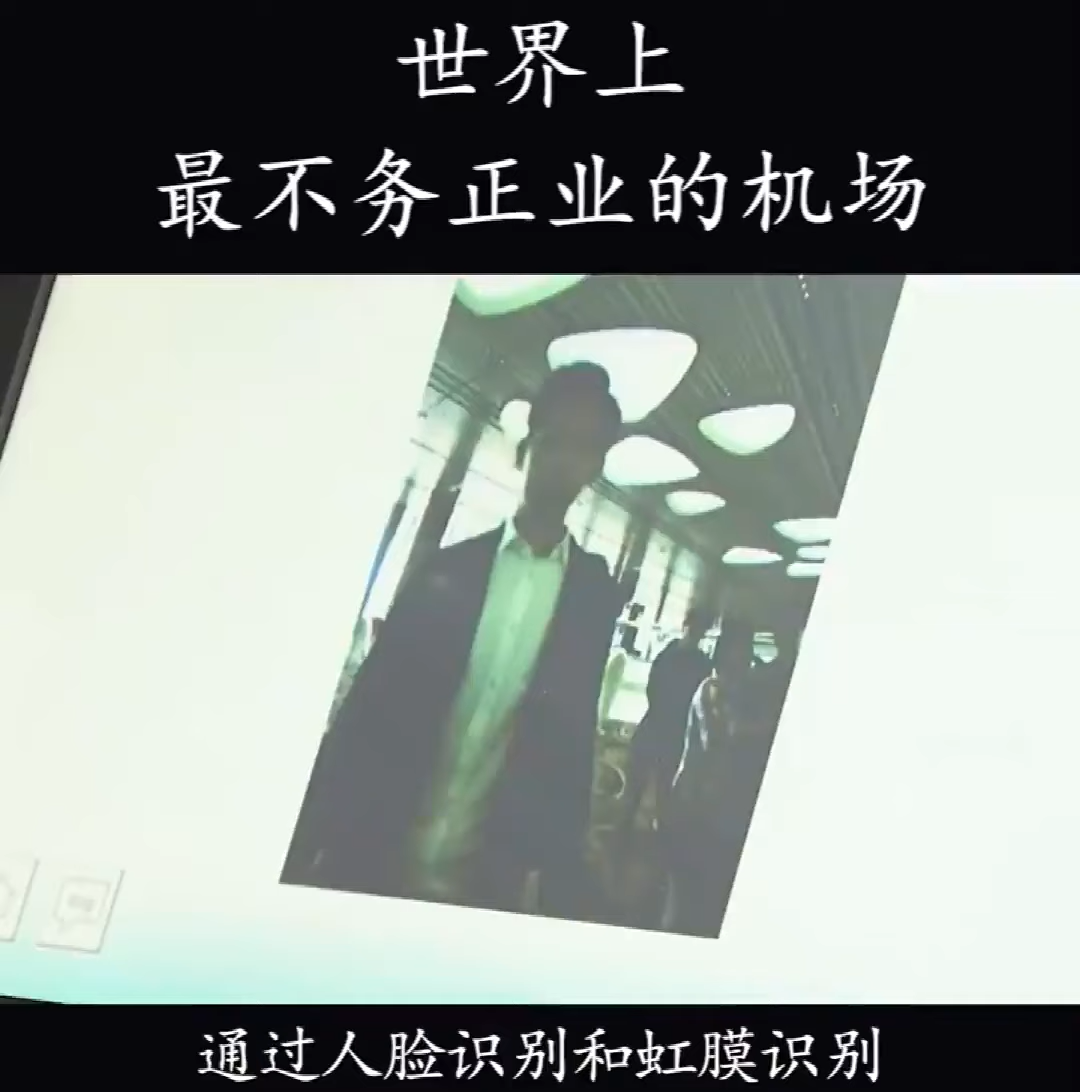 世界上
最不务正业的机场
通过人脸识别和虹膜识别